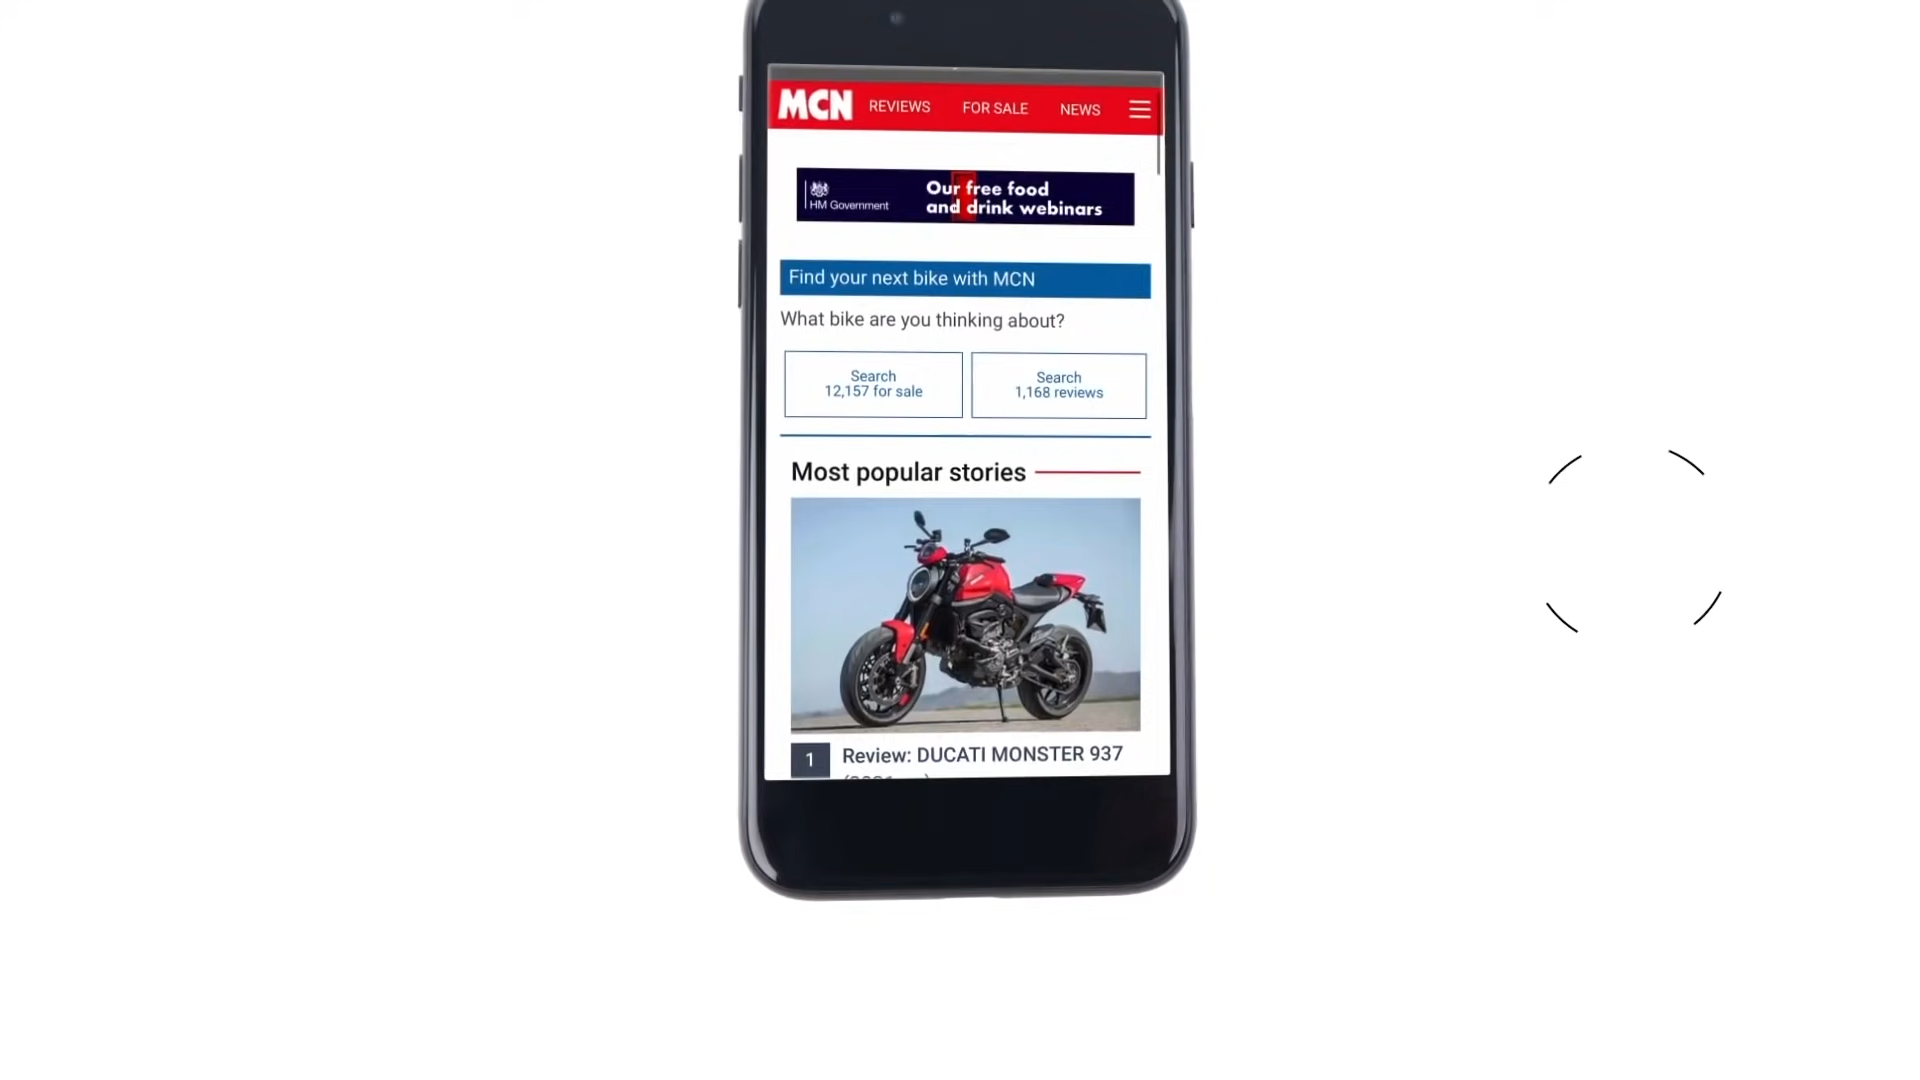 MCN REVIEWS FOR SALE NEWS
HM Government
Our free food
and drink webinars
Find your next bike with MCN
What bike are you thinking about?
Search
12,157 for sale
Search
1,168 reviews
Most popular stories
1 Review: DUCATI MONSTER 937